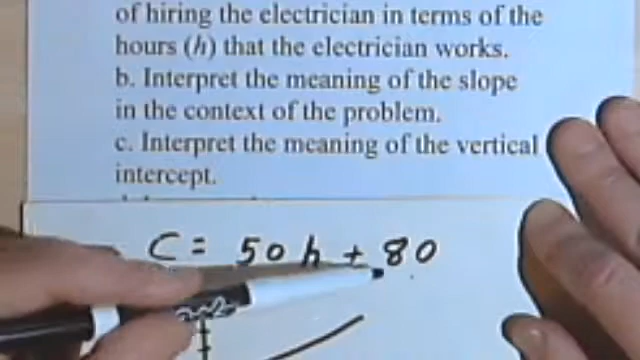 of hiring the electrician in terms of the
hours (h) that the electrician works.
b. Interpret the meaning of the slope
in the context of the problem.
c. Interpret the meaning of the vertical
intercept.
C = 50h + 80